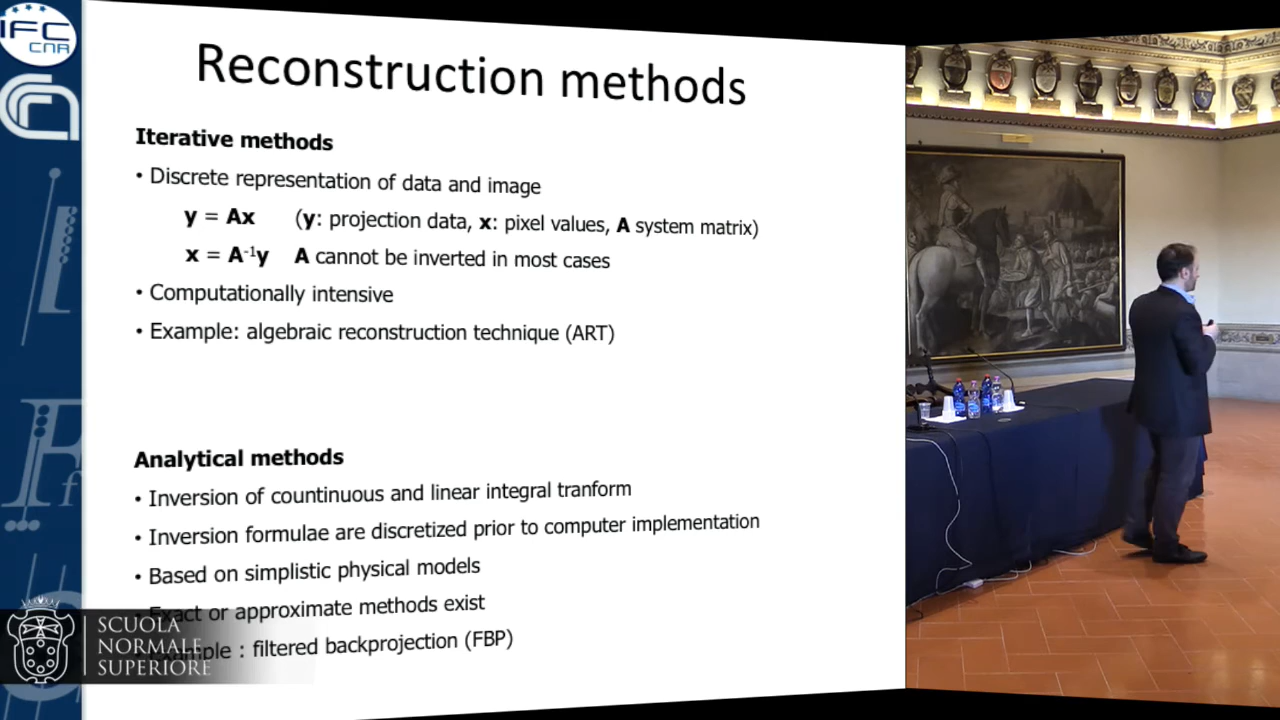 IFC
CNR
Reconstruction methods
Iterative methods
• Discrete representation of data and image
y = Ax (y: projection data, x: pixel values, A system matrix)
x = A⁻¹y A cannot be inverted in most cases
• Computationally intensive
• Example: algebraic reconstruction technique (ART)
Analytical methods
• Inversion of countinuous and linear integral tranform
• Inversion formulae are discretized prior to computer implementation
• Based on simplistic physical models
• Exact or approximate methods exist
• Example : filtered backprojection (FBP)
SCUOLA
NORMALE
SUPERIORE